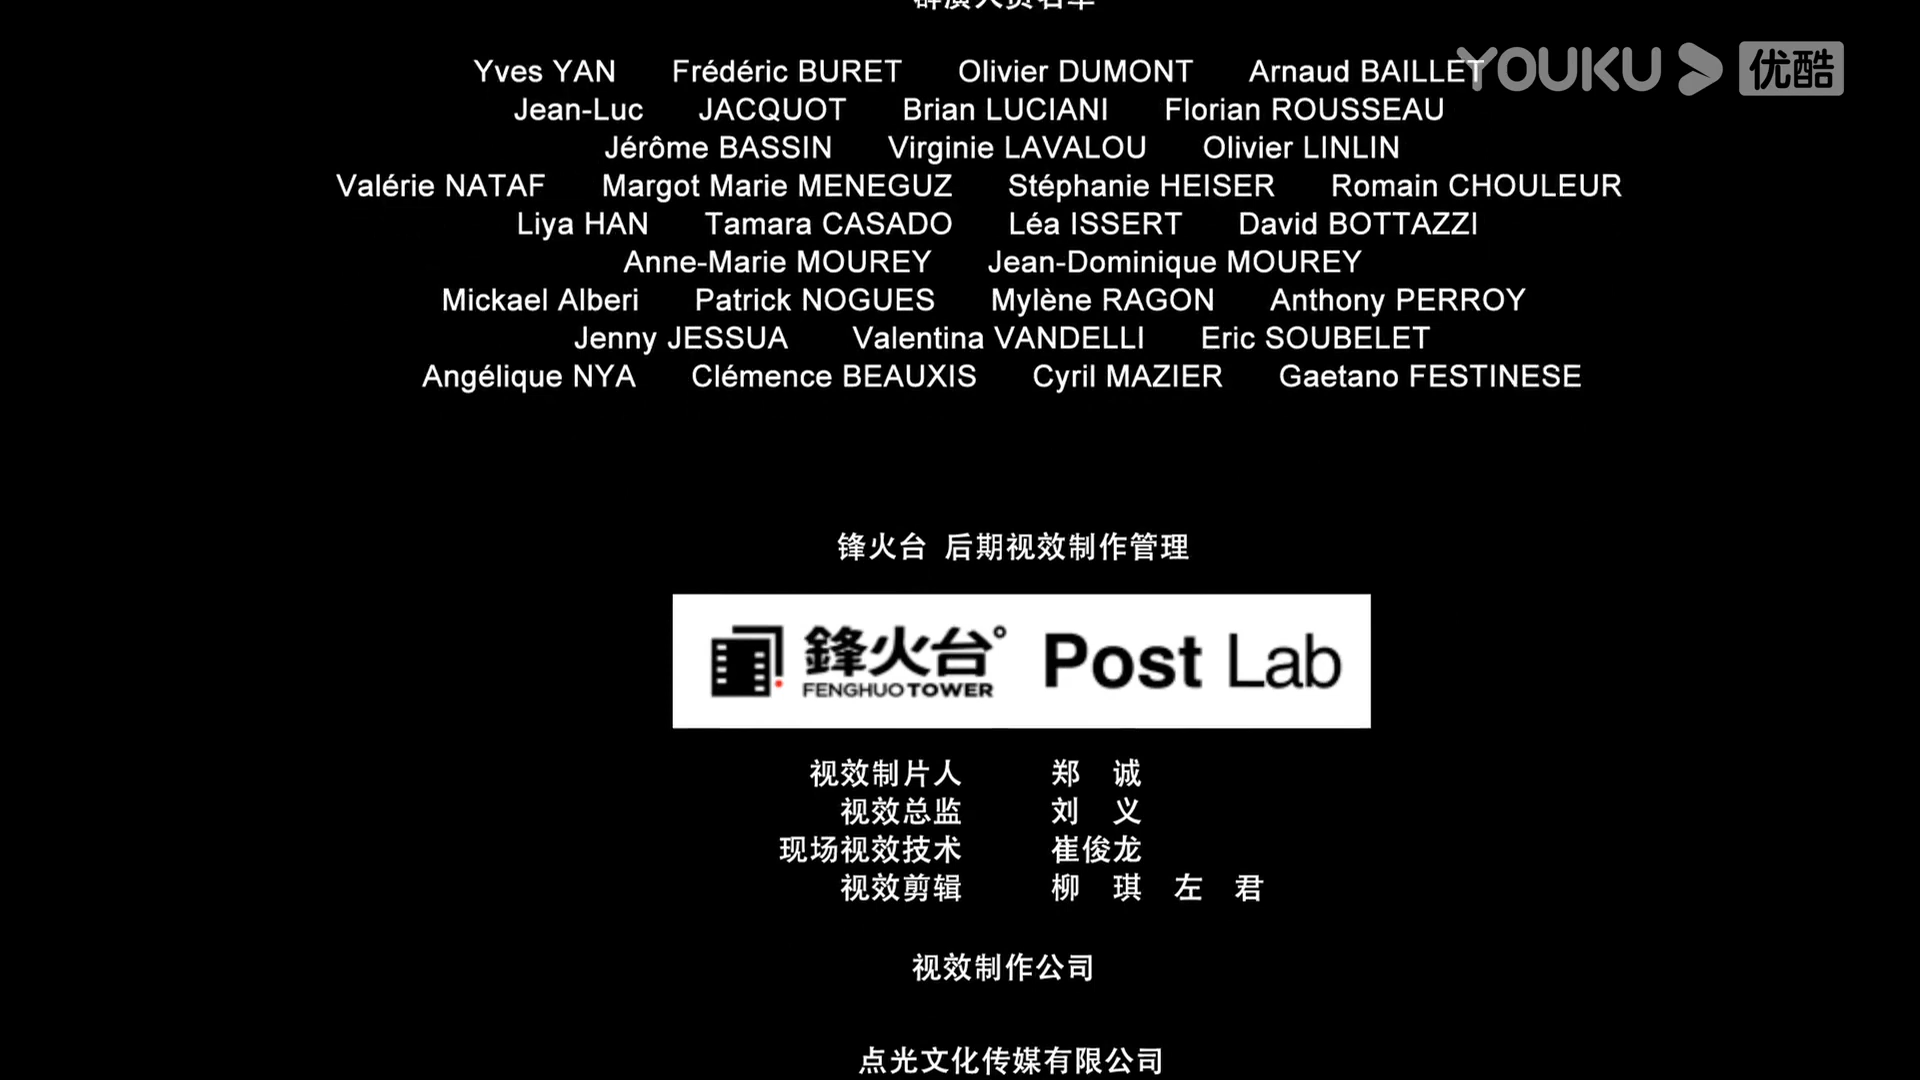 群演人员名单
Yves YAN Frédéric BURET Olivier DUMONT Arnaud BAILLET
YOUKU 优酷
Jean-Luc JACQUOT Brian LUCIANI Florian ROUSSEAU
Jérôme BASSIN Virginie LAVALOU Olivier LINLIN
Valérie NATAF Margot Marie MENEGUZ Stéphanie HEISER Romain CHOULEUR
Liya HAN Tamara CASADO Léa ISSERT David BOTTAZZI
Anne-Marie MOUREY Jean-Dominique MOUREY
Mickael Alberi Patrick NOGUES Mylène RAGON Anthony PERROY
Jenny JESSUA Valentina VANDELLI Eric SOUBELET
Angélique NYA Clémence BEAUXIS Cyril MAZIER Gaetano FESTINESE
锋火台 后期视效制作管理
鋒火台 Post Lab
FENGHUO TOWER
视效制片人 郑 诚
视效总监 刘 义
现场视效技术 崔俊龙
视效剪辑 柳 琪 左 君
视效制作公司
点光文化传媒有限公司